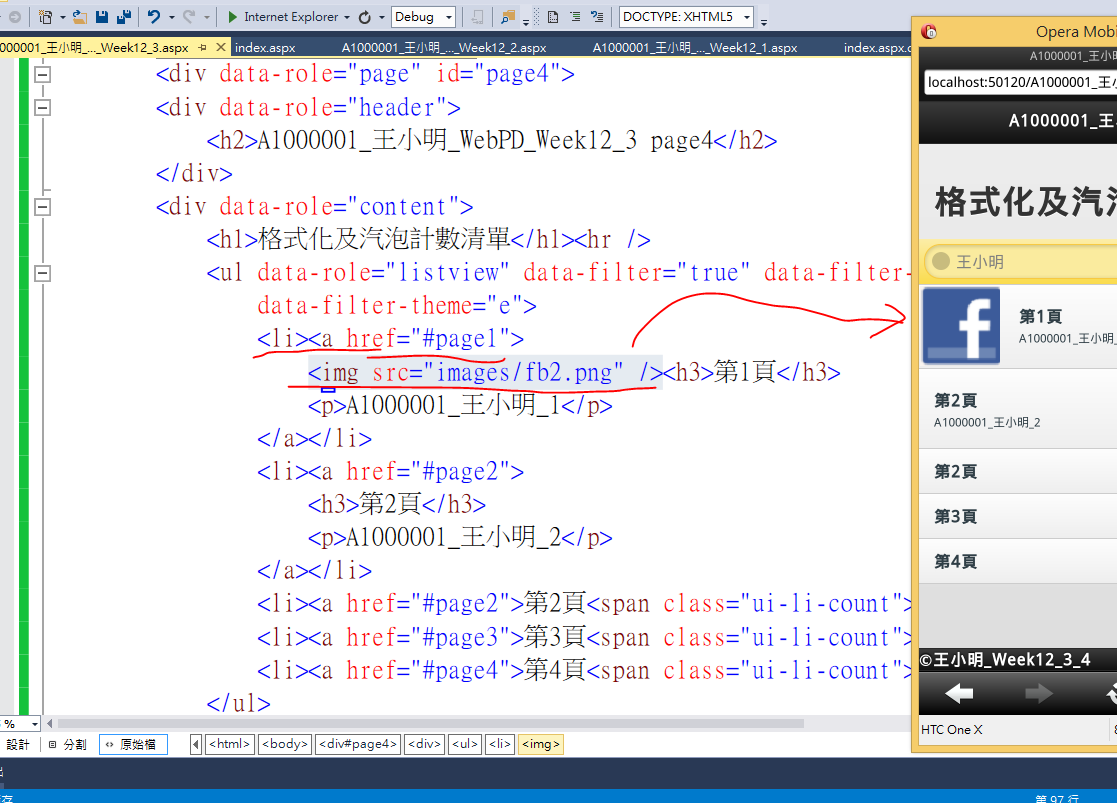 Internet Explorer
Debug
DOCTYPE: XHTML5
000001_王小明_..._Week12_3.aspx
index.aspx
A1000001_王小明_..._Week12_2.aspx
A1000001_王小明_..._Week12_1.aspx
index.aspx.c
<div data-role="page" id="page4">
<div data-role="header">
<h2>A1000001_王小明_WebPD_Week12_3 page4</h2>
</div>
<div data-role="content">
<h1>格式化及汽泡計數清單</h1><hr />
<ul data-role="listview" data-filter="true" data-filter-
data-filter-theme="e">
<li><a href="#page1">
<img src="images/fb2.png" /><h3>第1頁</h3>
<p>A1000001_王小明_1</p>
</a></li>
<li><a href="#page2">
<h3>第2頁</h3>
<p>A1000001_王小明_2</p>
</a></li>
<li><a href="#page2">第2頁<span class="ui-li-count">
<li><a href="#page3">第3頁<span class="ui-li-count">
<li><a href="#page4">第4頁<span class="ui-li-count">
</ul>
%
設計
分割
原始檔
<html>
<body>
<div#page4>
<div>
<ul>
<li>
<img>
第 97 行
Opera Mobi
A1000001_王小明
localhost:50120/A1000001_王小
A1000001_王
格式化及汽
王小明
第1頁
A1000001_王小明_
第2頁
A1000001_王小明_2
第2頁
第3頁
第4頁
©王小明_Week12_3_4
HTC One X